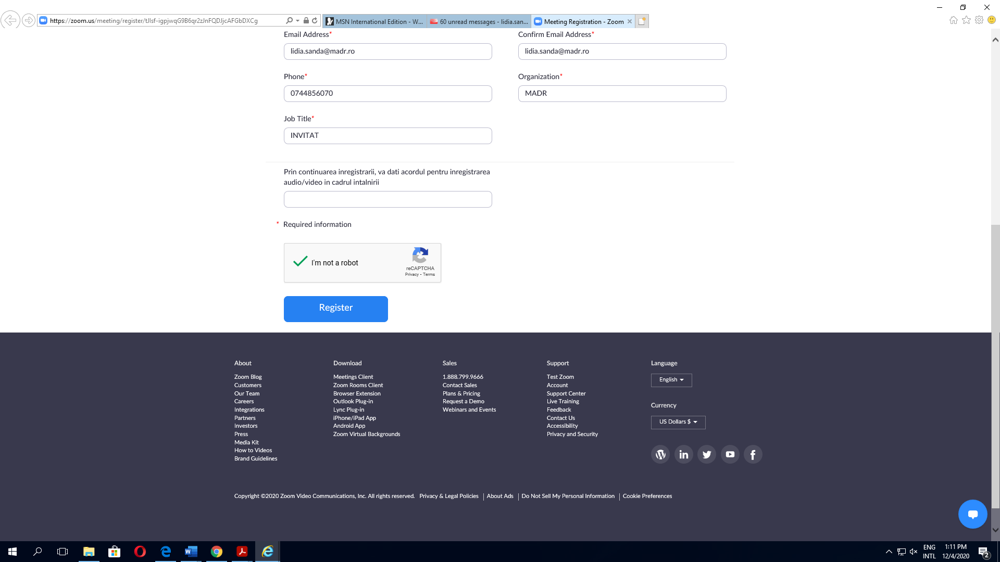 https://zoom.us/meeting/register/tJIsf-igpjwqG9B6qr2zJnFQDJjcAFGbDXCg
MSN International Edition - W...
60 unread messages - lidia.san...
Meeting Registration - Zoom
Email Address*
Confirm Email Address*
lidia.sanda@madr.ro
lidia.sanda@madr.ro
Phone*
Organization*
0744856070
MADR
Job Title*
INVITAT
Prin continuarea inregistrarii, va dati acordul pentru inregistrarea
audio/video in cadrul intalnirii
* Required information
I'm not a robot
reCAPTCHA
Privacy - Terms
Register
About
Zoom Blog
Customers
Our Team
Careers
Integrations
Partners
Investors
Press
Media Kit
How to Videos
Brand Guidelines
Download
Meetings Client
Zoom Rooms Client
Browser Extension
Outlook Plug-in
Lync Plug-in
iPhone/iPad App
Android App
Zoom Virtual Backgrounds
Sales
1.888.799.9666
Contact Sales
Plans & Pricing
Request a Demo
Webinars and Events
Support
Test Zoom
Account
Support Center
Live Training
Feedback
Contact Us
Accessibility
Privacy and Security
Language
English
Currency
US Dollars $
Copyright ©2020 Zoom Video Communications, Inc. All rights reserved. Privacy & Legal Policies | About Ads | Do Not Sell My Personal Information | Cookie Preferences
ENG
INTL
1:11 PM
12/4/2020
2